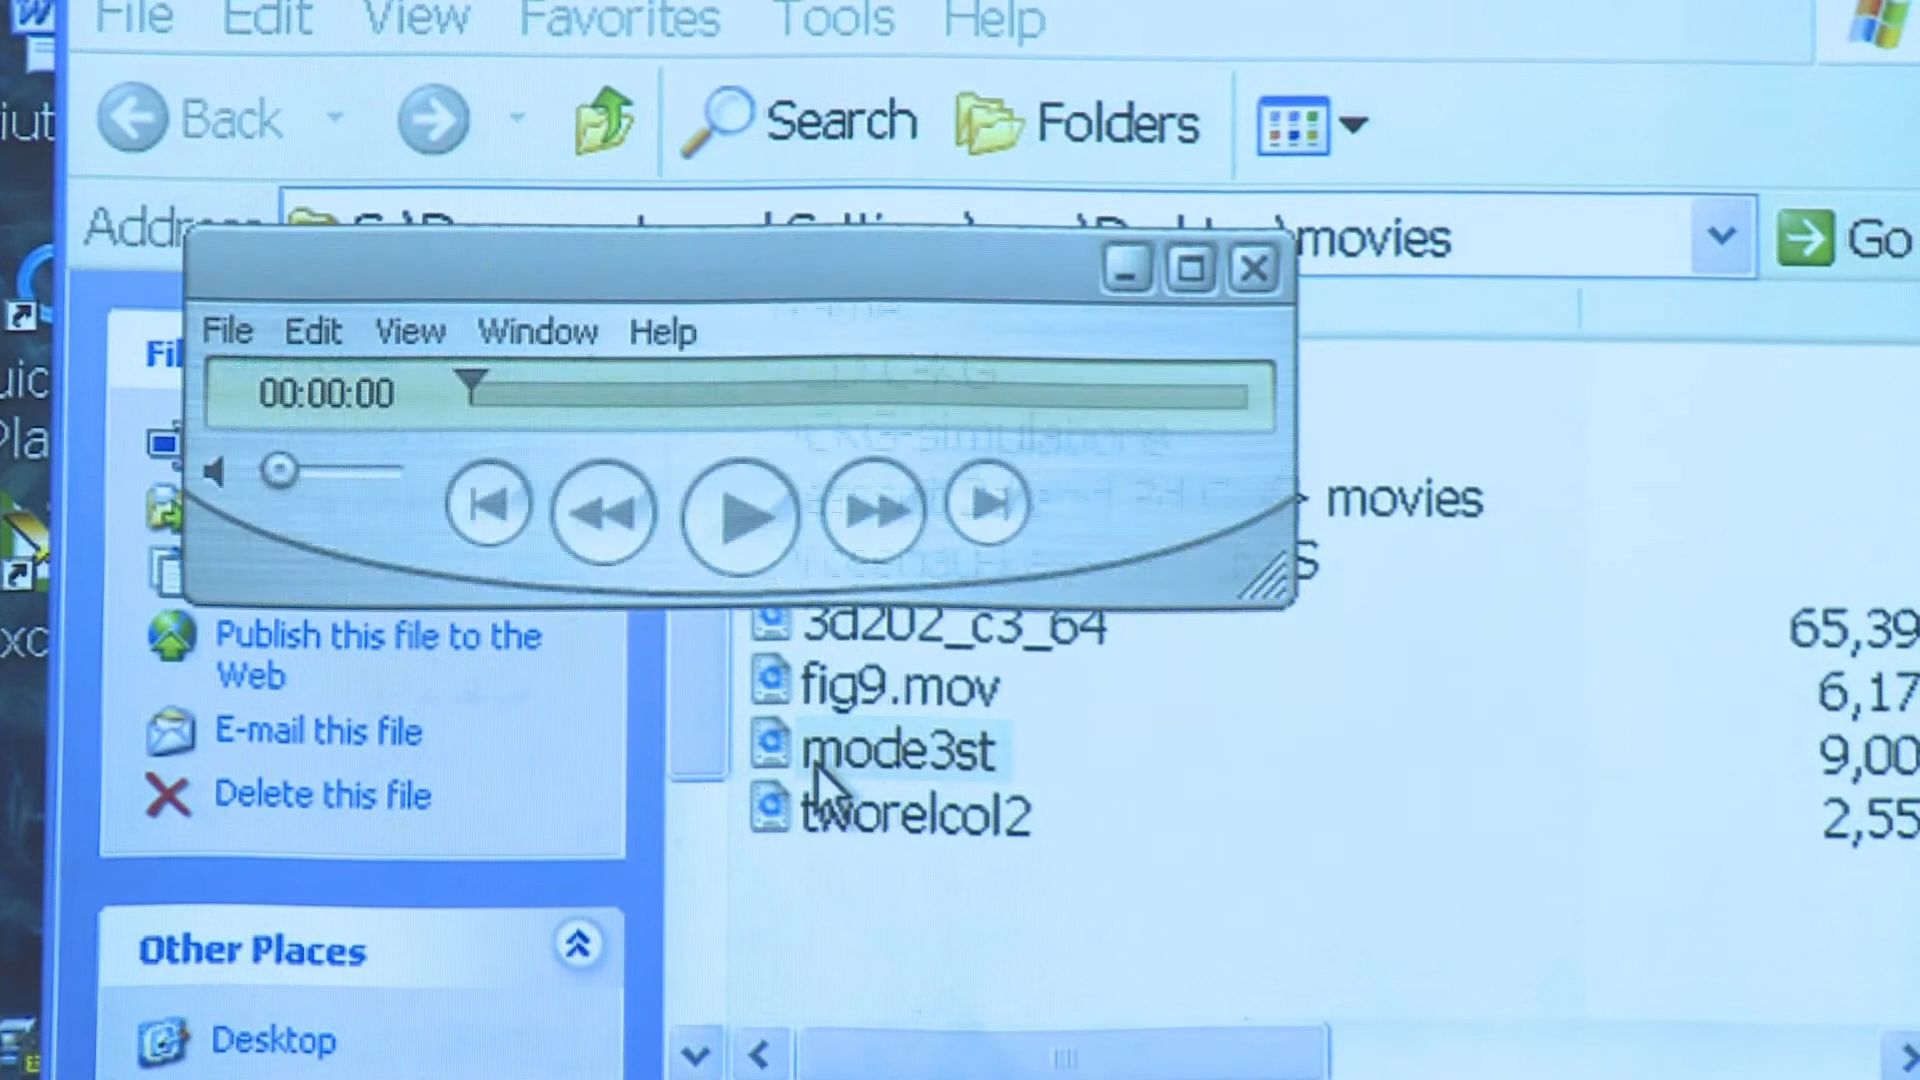 File Edit View Favorites Tools Help
Back Search Folders
movies Go
File Edit View Window Help
00:00:00
movies
3d202_c3_64 65,39
fig9.mov 6,17
mode3st 9,00
tworelcol2 2,55
Publish this file to the
Web
E-mail this file
Delete this file
Other Places
Desktop